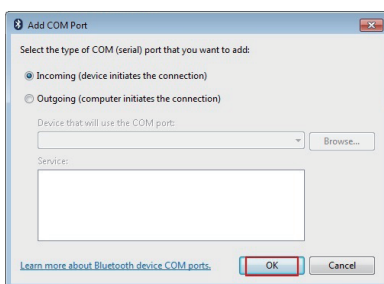 Add COM Port
Select the type of COM (serial) port that you want to add:
Incoming (device initiates the connection)
Outgoing (computer initiates the connection)
Device that will use the COM port:
Browse...
Service:
Learn more about Bluetooth device COM ports.
OK
Cancel